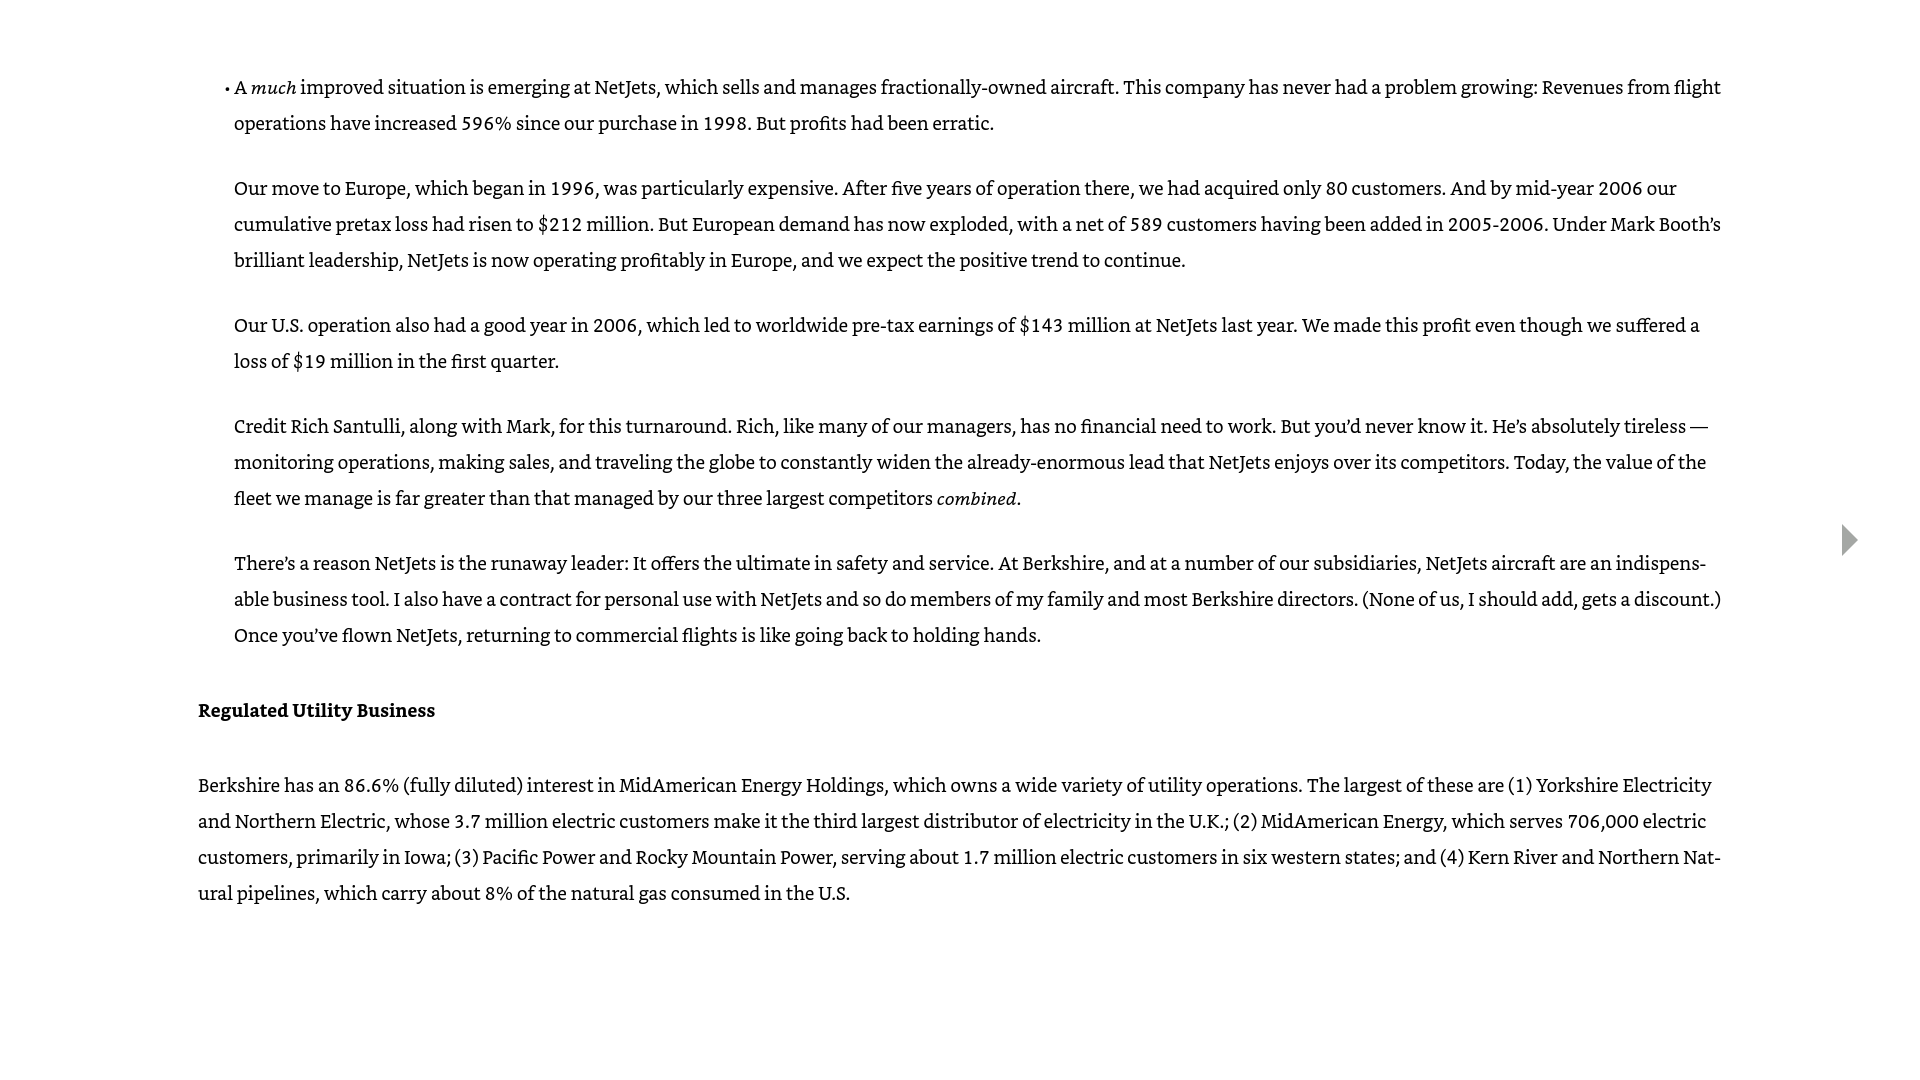 • A much improved situation is emerging at NetJets, which sells and manages fractionally-owned aircraft. This company has never had a problem growing: Revenues from flight
operations have increased 596% since our purchase in 1998. But profits had been erratic.
Our move to Europe, which began in 1996, was particularly expensive. After five years of operation there, we had acquired only 80 customers. And by mid-year 2006 our
cumulative pretax loss had risen to $212 million. But European demand has now exploded, with a net of 589 customers having been added in 2005-2006. Under Mark Booth’s
brilliant leadership, NetJets is now operating profitably in Europe, and we expect the positive trend to continue.
Our U.S. operation also had a good year in 2006, which led to worldwide pre-tax earnings of $143 million at NetJets last year. We made this profit even though we suffered a
loss of $19 million in the first quarter.
Credit Rich Santulli, along with Mark, for this turnaround. Rich, like many of our managers, has no financial need to work. But you’d never know it. He’s absolutely tireless —
monitoring operations, making sales, and traveling the globe to constantly widen the already-enormous lead that NetJets enjoys over its competitors. Today, the value of the
fleet we manage is far greater than that managed by our three largest competitors combined.
There’s a reason NetJets is the runaway leader: It offers the ultimate in safety and service. At Berkshire, and at a number of our subsidiaries, NetJets aircraft are an indispens-
able business tool. I also have a contract for personal use with NetJets and so do members of my family and most Berkshire directors. (None of us, I should add, gets a discount.)
Once you’ve flown NetJets, returning to commercial flights is like going back to holding hands.
Regulated Utility Business
Berkshire has an 86.6% (fully diluted) interest in MidAmerican Energy Holdings, which owns a wide variety of utility operations. The largest of these are (1) Yorkshire Electricity
and Northern Electric, whose 3.7 million electric customers make it the third largest distributor of electricity in the U.K.; (2) MidAmerican Energy, which serves 706,000 electric
customers, primarily in Iowa; (3) Pacific Power and Rocky Mountain Power, serving about 1.7 million electric customers in six western states; and (4) Kern River and Northern Nat-
ural pipelines, which carry about 8% of the natural gas consumed in the U.S.